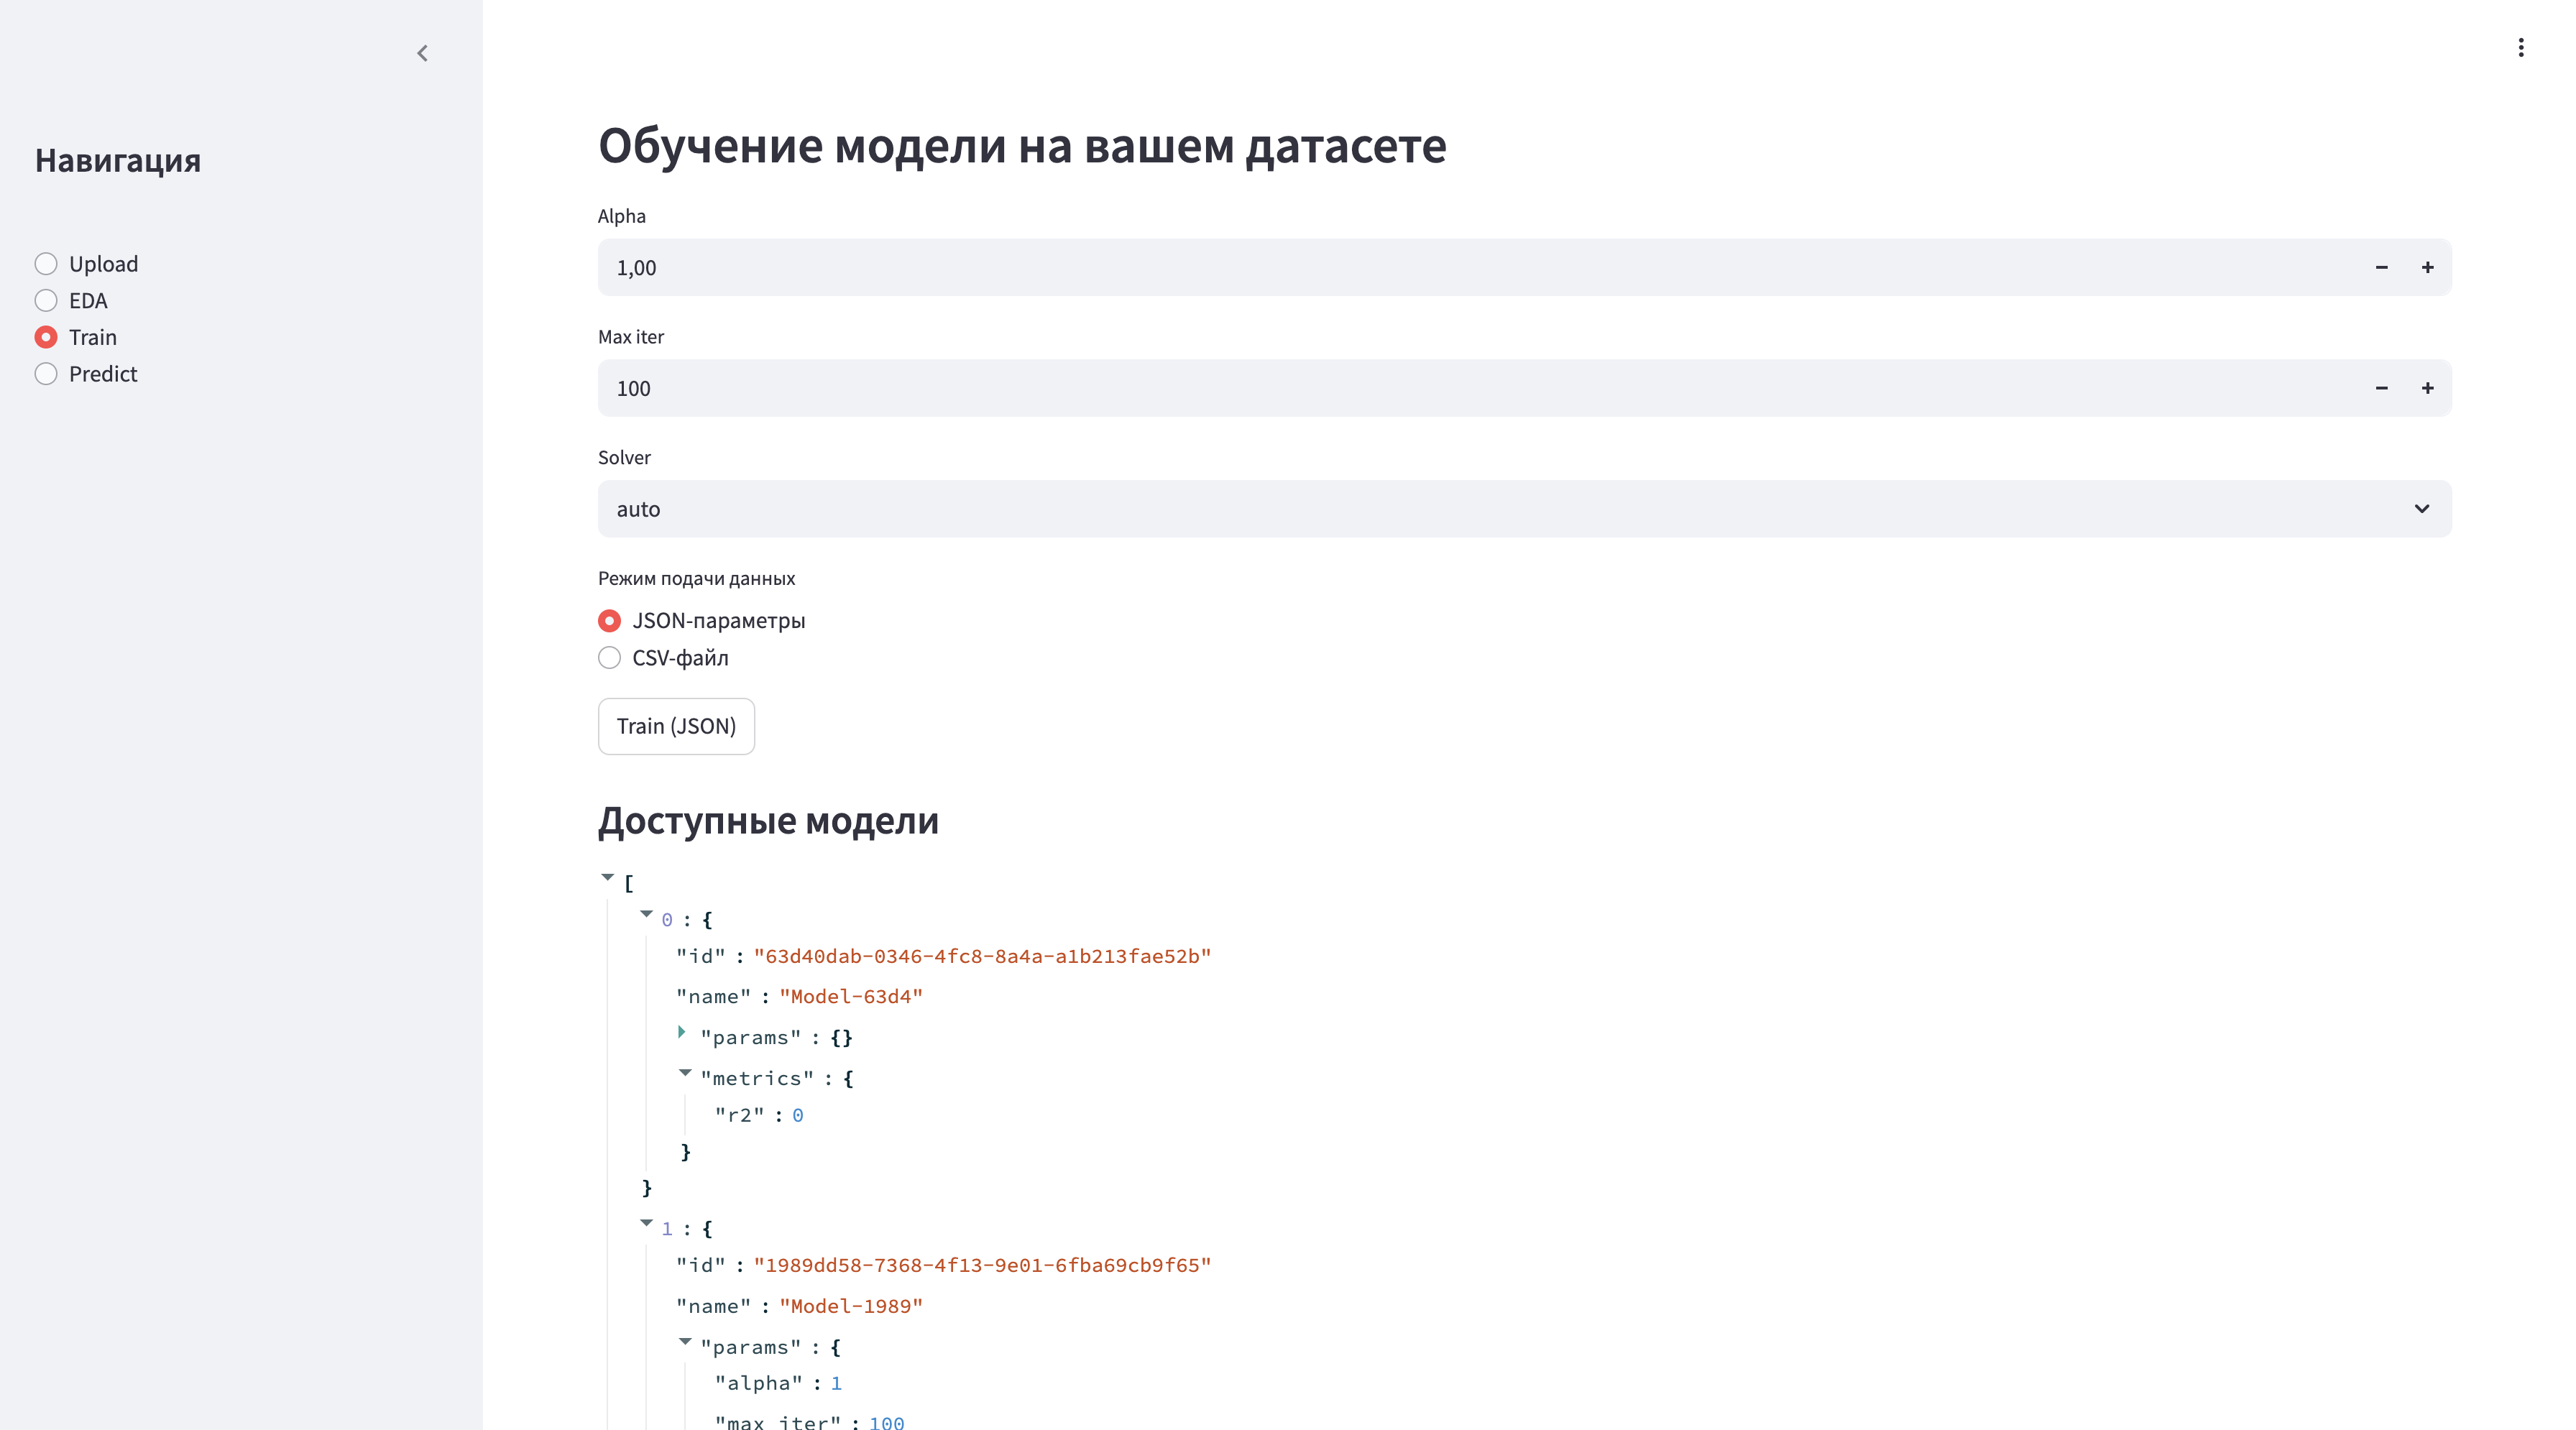 Навигация
Upload
EDA
Train
Predict
Обучение модели на вашем датасете
Alpha
1,00
Max iter
100
Solver
auto
Режим подачи данных
JSON-параметры
CSV-файл
Train (JSON)
Доступные модели
[
0 : {
"id" : "63d40dab-0346-4fc8-8a4a-a1b213fae52b"
"name" : "Model-63d4"
"params" : {}
"metrics" : {
"r2" : 0
}
}
1 : {
"id" : "1989dd58-7368-4f13-9e01-6fba69cb9f65"
"name" : "Model-1989"
"params" : {
"alpha" : 1
"max_iter" : 100